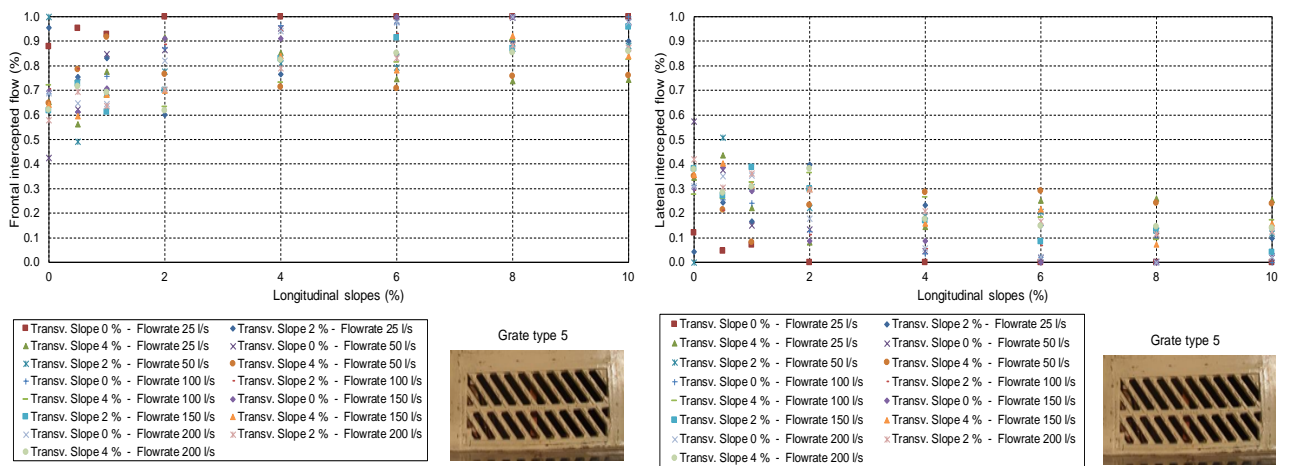 1.0
0.9
0.8
0.7
0.6
0.5
0.4
0.3
0.2
0.1
0.0
Frontal intercepted flow (%)
0 2 4 6 8 10
Longitudinal slopes (%)
Transv. Slope 0 % - Flowrate 25 l/s Transv. Slope 2 % - Flowrate 25 l/s
Transv. Slope 4 % - Flowrate 25 l/s Transv. Slope 0 % - Flowrate 50 l/s
Transv. Slope 2 % - Flowrate 50 l/s Transv. Slope 4 % - Flowrate 50 l/s
Transv. Slope 0 % - Flowrate 100 l/s Transv. Slope 2 % - Flowrate 100 l/s
Transv. Slope 4 % - Flowrate 100 l/s Transv. Slope 0 % - Flowrate 150 l/s
Transv. Slope 2 % - Flowrate 150 l/s Transv. Slope 4 % - Flowrate 150 l/s
Transv. Slope 0 % - Flowrate 200 l/s Transv. Slope 2 % - Flowrate 200 l/s
Transv. Slope 4 % - Flowrate 200 l/s
Grate type 5
1.0
0.9
0.8
0.7
0.6
0.5
0.4
0.3
0.2
0.1
0.0
Lateral intercepted flow (%)
0 2 4 6 8 10
Longitudinal slopes (%)
Transv. Slope 0 % - Flowrate 25 l/s Transv. Slope 2 % - Flowrate 25 l/s
Transv. Slope 4 % - Flowrate 25 l/s Transv. Slope 0 % - Flowrate 50 l/s
Transv. Slope 2 % - Flowrate 50 l/s Transv. Slope 4 % - Flowrate 50 l/s
Transv. Slope 0 % - Flowrate 100 l/s Transv. Slope 2 % - Flowrate 100 l/s
Transv. Slope 4 % - Flowrate 100 l/s Transv. Slope 0 % - Flowrate 150 l/s
Transv. Slope 2 % - Flowrate 150 l/s Transv. Slope 4 % - Flowrate 150 l/s
Transv. Slope 0 % - Flowrate 200 l/s Transv. Slope 2 % - Flowrate 200 l/s
Transv. Slope 4 % - Flowrate 200 l/s
Grate type 5